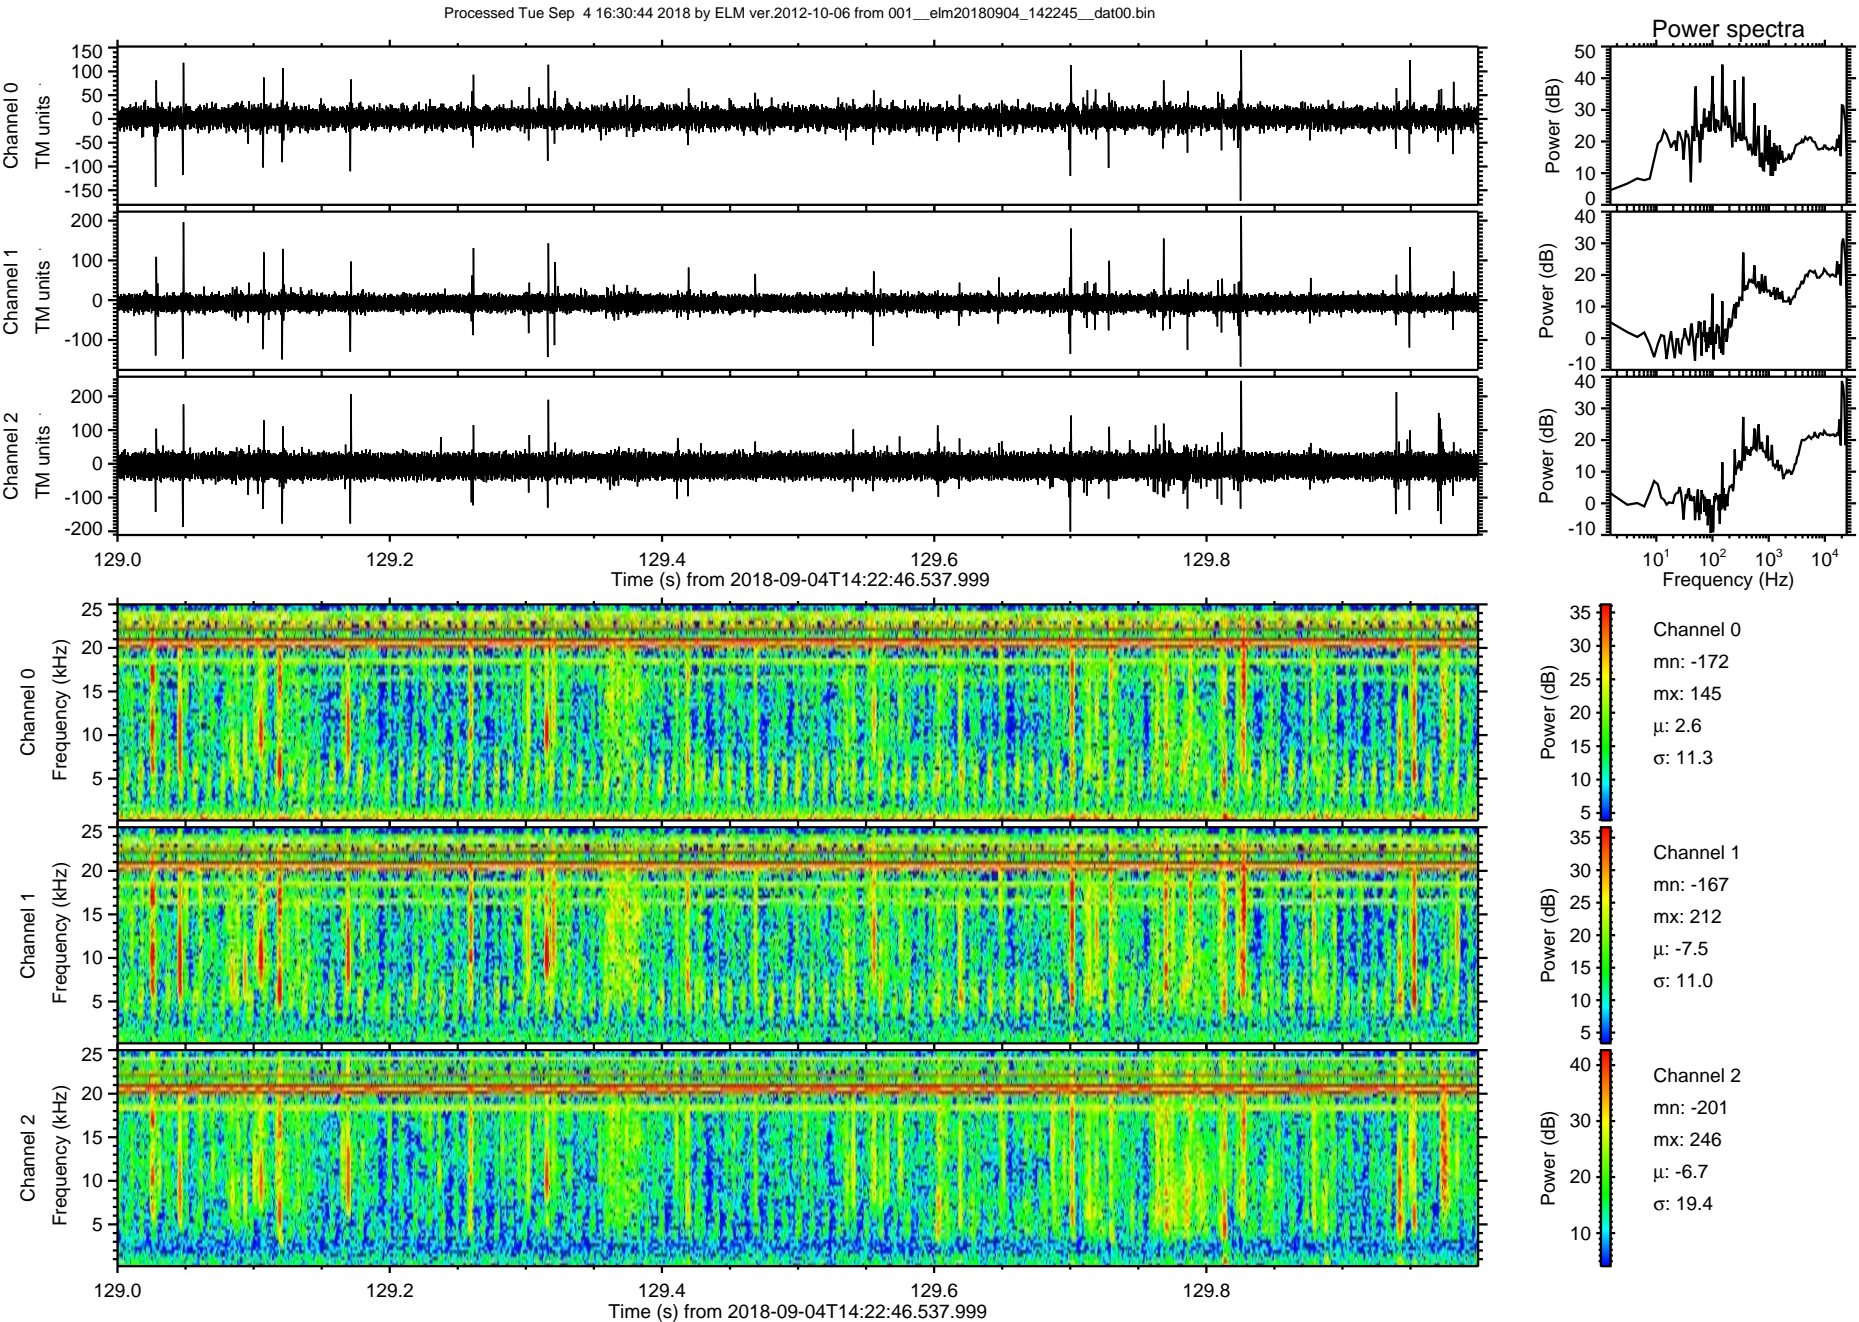 Processed Tue Sep  4 16:30:44 2018 by ELM ver.2012-10-06 from 001__elm20180904_142245__dat00.bin
Power spectra
Channel 0
TM units
150
100
50
0
-50
-100
-150
Power (dB)
50
40
30
20
10
0
Channel 1
TM units
200
100
0
-100
Power (dB)
40
30
20
10
0
-10
Channel 2
TM units
200
100
0
-100
-200
Power (dB)
40
30
20
10
0
-10
129.0 129.2 129.4 129.6 129.8
Time (s) from 2018-09-04T14:22:46.537.999
10^1 10^2 10^3 10^4
Frequency (Hz)
Channel 0
Frequency (kHz)
25
20
15
10
5
Power (dB)
35
30
25
20
15
10
5
Channel 0
mn: -172
mx: 145
μ: 2.6
σ: 11.3
Channel 1
Frequency (kHz)
25
20
15
10
5
Power (dB)
35
30
25
20
15
10
5
Channel 1
mn: -167
mx: 212
μ: -7.5
σ: 11.0
Channel 2
Frequency (kHz)
25
20
15
10
5
Power (dB)
40
30
20
10
Channel 2
mn: -201
mx: 246
μ: -6.7
σ: 19.4
129.0 129.2 129.4 129.6 129.8
Time (s) from 2018-09-04T14:22:46.537.999